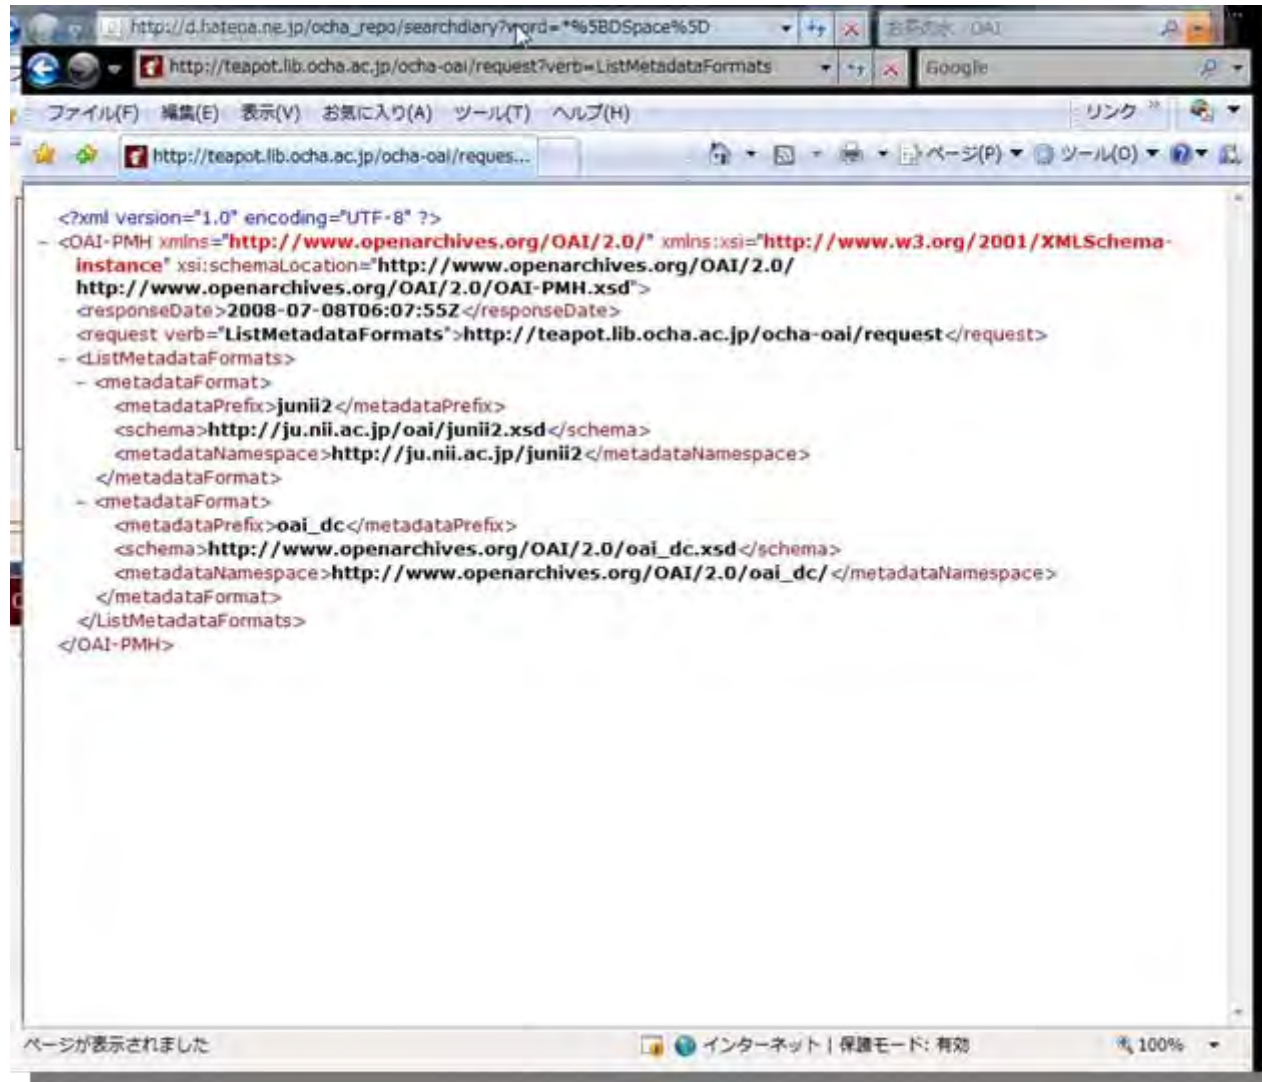 http://d.hatena.ne.jp/ocha_repo/searchdiary?word=*%5BDSpace%5D お茶の水 OAI
http://teapot.lib.ocha.ac.jp/ocha-oai/request?verb=ListMetadataFormats Google
ファイル(F) 編集(E) 表示(V) お気に入り(A) ツール(T) ヘルプ(H) リンク »
http://teapot.lib.ocha.ac.jp/ocha-oai/reques... ページ(P) ツール(O)
<?xml version="1.0" encoding="UTF-8" ?>
- <OAI-PMH xmlns="http://www.openarchives.org/OAI/2.0/" xmlns:xsi="http://www.w3.org/2001/XMLSchema-
instance" xsi:schemaLocation="http://www.openarchives.org/OAI/2.0/
http://www.openarchives.org/OAI/2.0/OAI-PMH.xsd">
<responseDate>2008-07-08T06:07:55Z</responseDate>
<request verb="ListMetadataFormats">http://teapot.lib.ocha.ac.jp/ocha-oai/request</request>
- <ListMetadataFormats>
- <metadataFormat>
<metadataPrefix>junii2</metadataPrefix>
<schema>http://ju.nii.ac.jp/oai/junii2.xsd</schema>
<metadataNamespace>http://ju.nii.ac.jp/junii2</metadataNamespace>
</metadataFormat>
- <metadataFormat>
<metadataPrefix>oai_dc</metadataPrefix>
<schema>http://www.openarchives.org/OAI/2.0/oai_dc.xsd</schema>
<metadataNamespace>http://www.openarchives.org/OAI/2.0/oai_dc/</metadataNamespace>
</metadataFormat>
</ListMetadataFormats>
</OAI-PMH>
ページが表示されました インターネット | 保護モード: 有効 100%